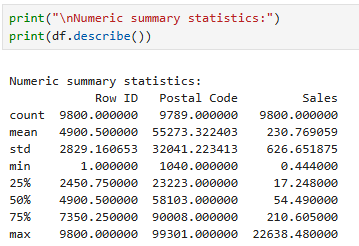 print("\nNumeric summary statistics:")
print(df.describe())
Numeric summary statistics:
            Row ID   Postal Code         Sales
count  9800.000000   9789.000000   9800.000000
mean   4900.500000  55273.322403    230.769059
std    2829.160653  32041.223413    626.651875
min       1.000000   1040.000000      0.444000
25%    2450.750000  23223.000000     17.248000
50%    4900.500000  58103.000000     54.490000
75%    7350.250000  90008.000000    210.605000
max    9800.000000  99301.000000  22638.480000